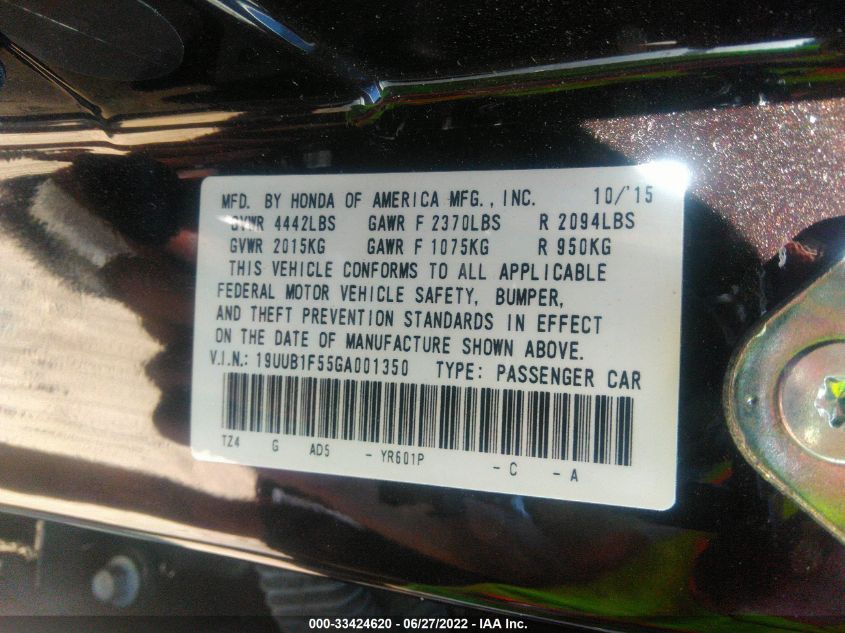 MFD. BY HONDA OF AMERICA MFG., INC. 10/'15
GVWR 4442LBS GAWR F 2370LBS R 2094LBS
GVWR 2015KG GAWR F 1075KG R 950KG
THIS VEHICLE CONFORMS TO ALL APPLICABLE
FEDERAL MOTOR VEHICLE SAFETY, BUMPER,
AND THEFT PREVENTION STANDARDS IN EFFECT
ON THE DATE OF MANUFACTURE SHOWN ABOVE.
V.I.N.: 19UUB1F55GA001350 TYPE: PASSENGER CAR
TZ4 G AD5 - YR601P - C - A
000-33424620 - 06/27/2022 - IAA Inc.